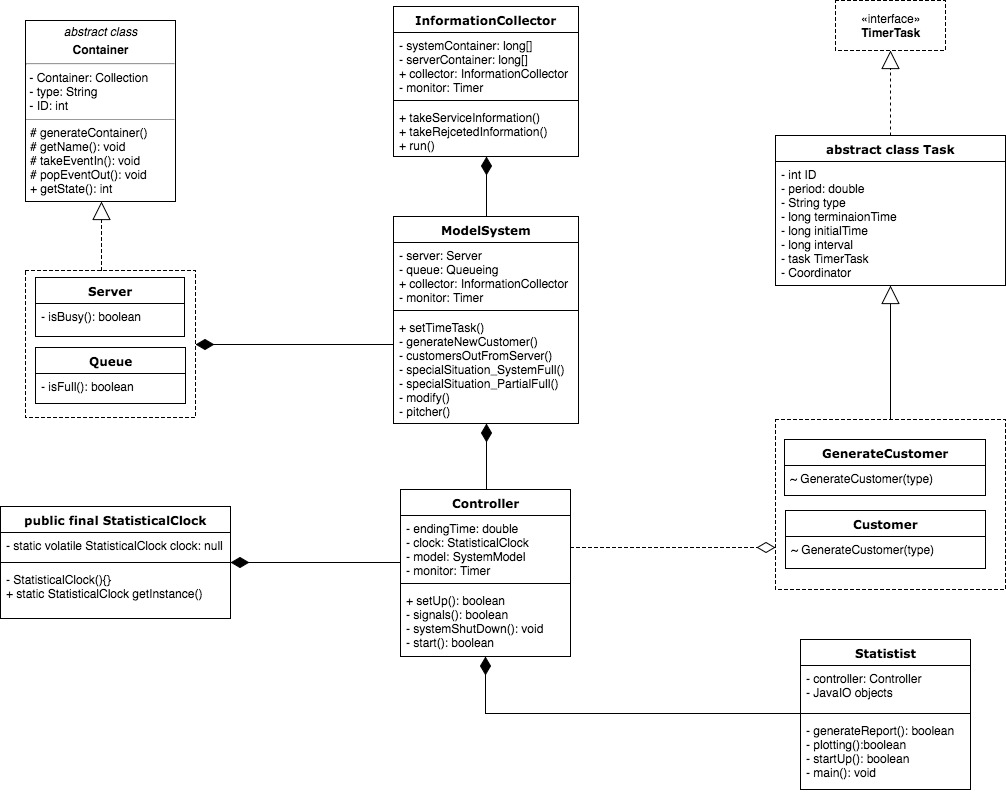 abstract class
Container
- Container: Collection
- type: String
- ID: int
# generateContainer()
# getName(): void
# takeEventIn(): void
# popEventOut(): void
+ getState(): int
Server
- isBusy(): boolean
Queue
- isFull(): boolean
InformationCollector
- systemContainer: long[]
- serverContainer: long[]
+ collector: InformationCollector
- monitor: Timer
+ takeServiceInformation()
+ takeRejcetedInformation()
+ run()
ModelSystem
- server: Server
- queue: Queueing
+ collector: InformationCollector
- monitor: Timer
+ setTimeTask()
- generateNewCustomer()
- customersOutFromServer()
- specialSituation_SystemFull()
- specialSituation_PartialFull()
- modify()
- pitcher()
Controller
- endingTime: double
- clock: StatisticalClock
- model: SystemModel
- monitor: Timer
+ setUp(): boolean
- signals(): boolean
- systemShutDown(): void
- start(): boolean
public final StatisticalClock
- static volatile StatisticalClock clock: null
- StatisticalClock(){}
+ static StatisticalClock getInstance()
«interface»
TimerTask
abstract class Task
- int ID
- period: double
- String type
- long terminaionTime
- long initialTime
- long interval
- task TimerTask
- Coordinator
GenerateCustomer
~ GenerateCustomer(type)
Customer
~ GenerateCustomer(type)
Statistist
- controller: Controller
- JavaIO objects
- generateReport(): boolean
- plotting():boolean
- startUp(): boolean
- main(): void